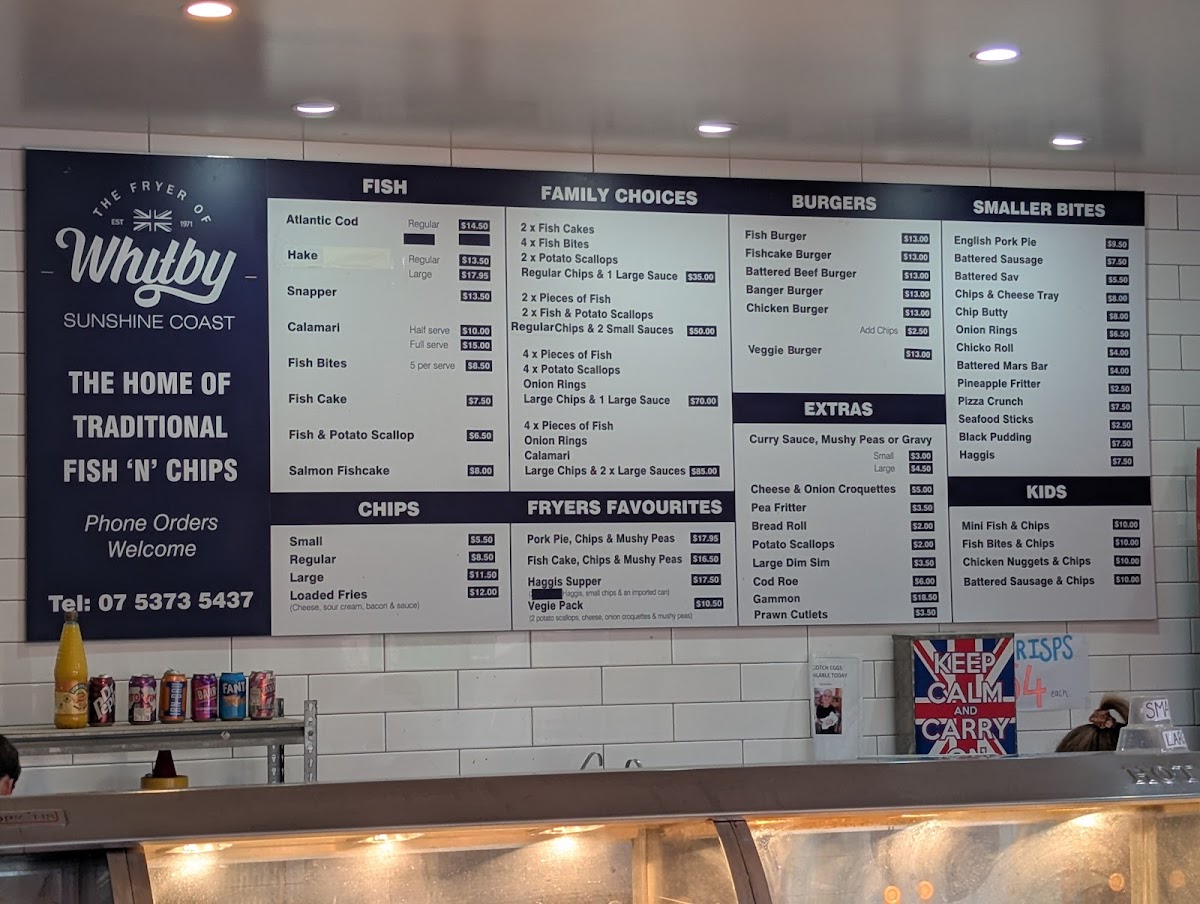 THE FRYER OF
EST 1971
Whitby
SUNSHINE COAST
THE HOME OF
TRADITIONAL
FISH 'N' CHIPS
Phone Orders
Welcome
Tel: 07 5373 5437
FISH
Atlantic Cod Regular $14.50
Hake Regular $13.50
Large $17.95
Snapper $13.50
Calamari Half serve $10.00
Full serve $15.00
Fish Bites 5 per serve $8.50
Fish Cake $7.50
Fish & Potato Scallop $6.50
Salmon Fishcake $8.00
CHIPS
Small $5.50
Regular $8.50
Large $11.50
Loaded Fries $12.00
(Cheese, sour cream, bacon & sauce)
FAMILY CHOICES
2 x Fish Cakes
4 x Fish Bites
2 x Potato Scallops
Regular Chips & 1 Large Sauce $35.00
2 x Pieces of Fish
2 x Fish & Potato Scallops
Regular Chips & 2 Small Sauces $50.00
4 x Pieces of Fish
4 x Potato Scallops
Onion Rings
Large Chips & 1 Large Sauce $70.00
4 x Pieces of Fish
Onion Rings
Calamari
Large Chips & 2 x Large Sauces $85.00
FRYERS FAVOURITES
Pork Pie, Chips & Mushy Peas $17.95
Fish Cake, Chips & Mushy Peas $16.50
Haggis Supper $17.50
Haggis, small chips & an imported can)
Vegie Pack $10.50
(2 potato scallops, cheese, onion croquettes & mushy peas)
BURGERS
Fish Burger $13.00
Fishcake Burger $13.00
Battered Beef Burger $13.00
Banger Burger $13.00
Chicken Burger $13.00
Add Chips $2.50
Veggie Burger $13.00
EXTRAS
Curry Sauce, Mushy Peas or Gravy
Small $3.00
Large $4.50
Cheese & Onion Croquettes $5.00
Pea Fritter $3.50
Bread Roll $2.00
Potato Scallops $2.00
Large Dim Sim $3.50
Cod Roe $6.00
Gammon $18.50
Prawn Cutlets $3.50
SMALLER BITES
English Pork Pie $9.50
Battered Sausage $7.50
Battered Sav $5.50
Chips & Cheese Tray $8.00
Chip Butty $8.00
Onion Rings $6.50
Chicko Roll $4.00
Battered Mars Bar $4.00
Pineapple Fritter $2.50
Pizza Crunch $7.50
Seafood Sticks $2.50
Black Pudding $7.50
Haggis $7.50
KIDS
Mini Fish & Chips $10.00
Fish Bites & Chips $10.00
Chicken Nuggets & Chips $10.00
Battered Sausage & Chips $10.00
FANT
KEEP
CALM
AND
CARRY
ON
RISPS
$4 each
SMA
LAR
HOT